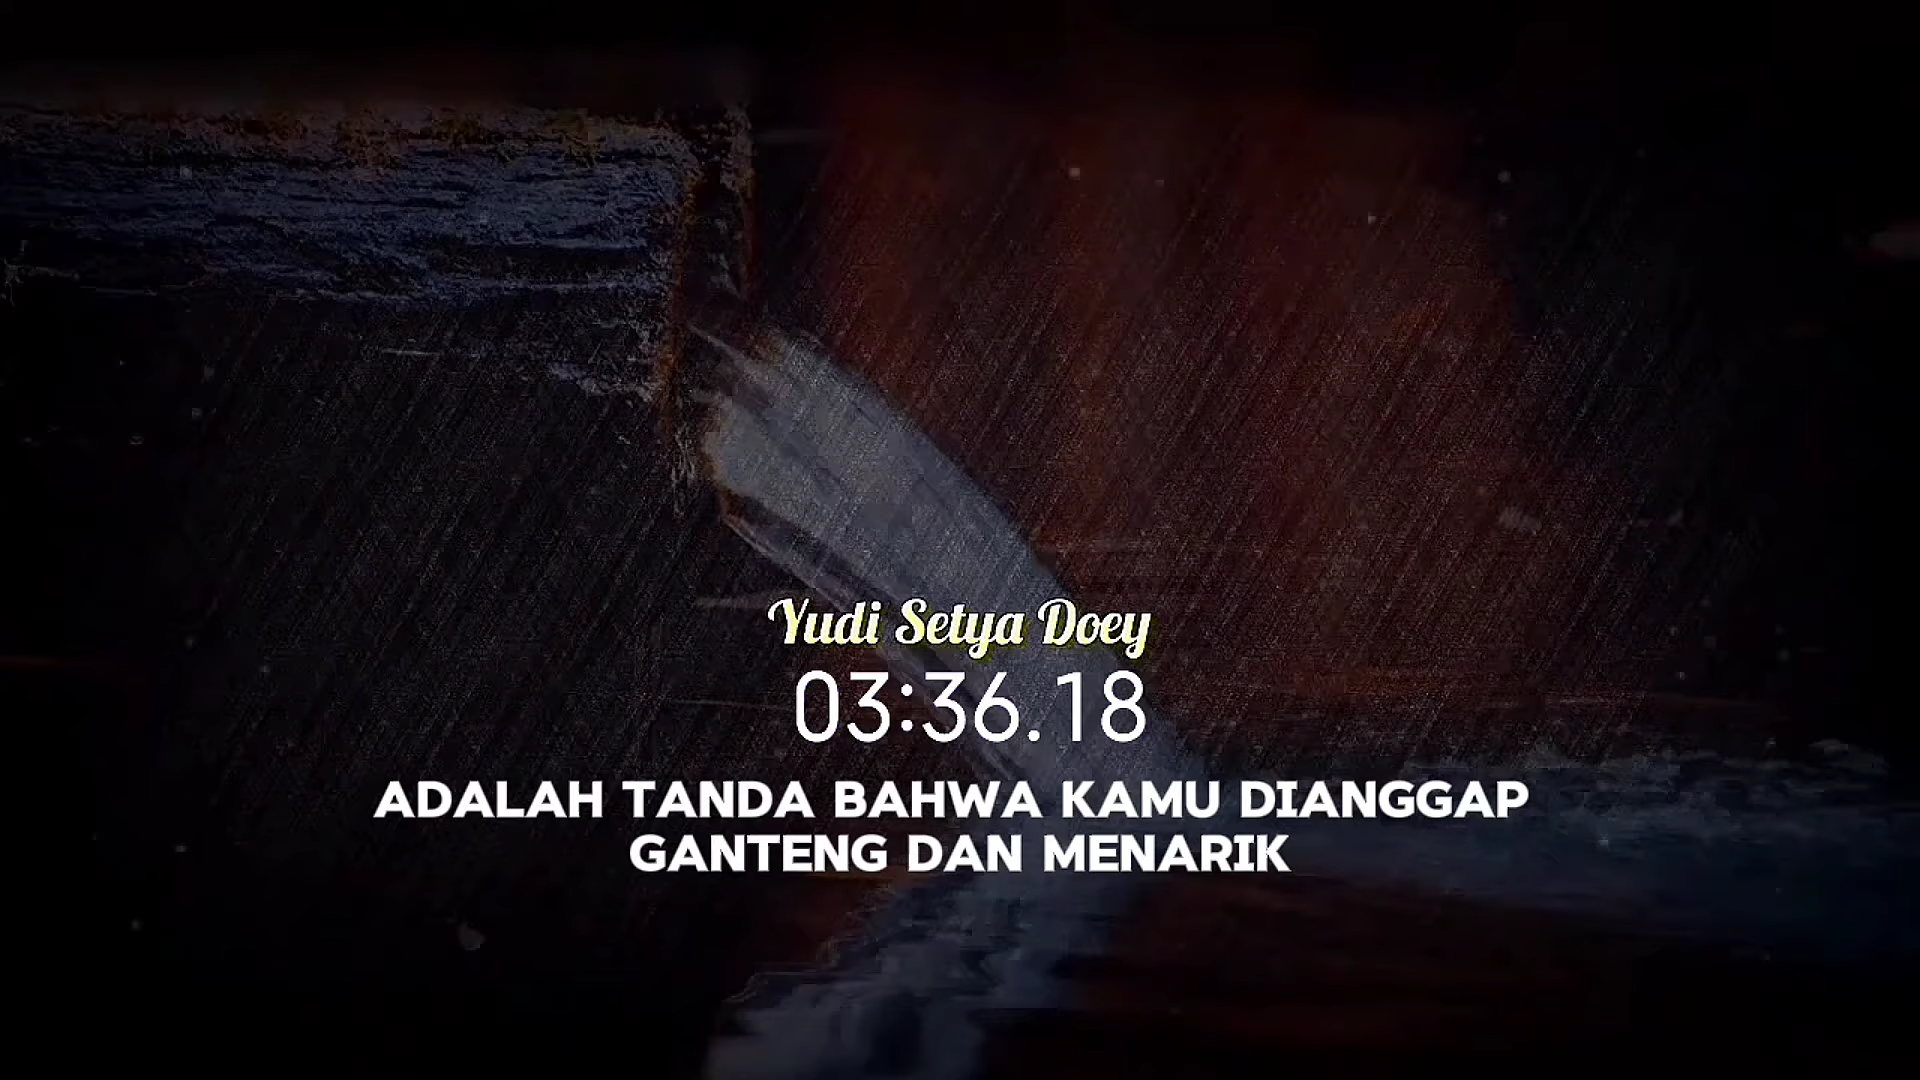 Yudi Setya Doey
03:36.18
ADALAH TANDA BAHWA KAMU DIANGGAP
GANTENG DAN MENARIK